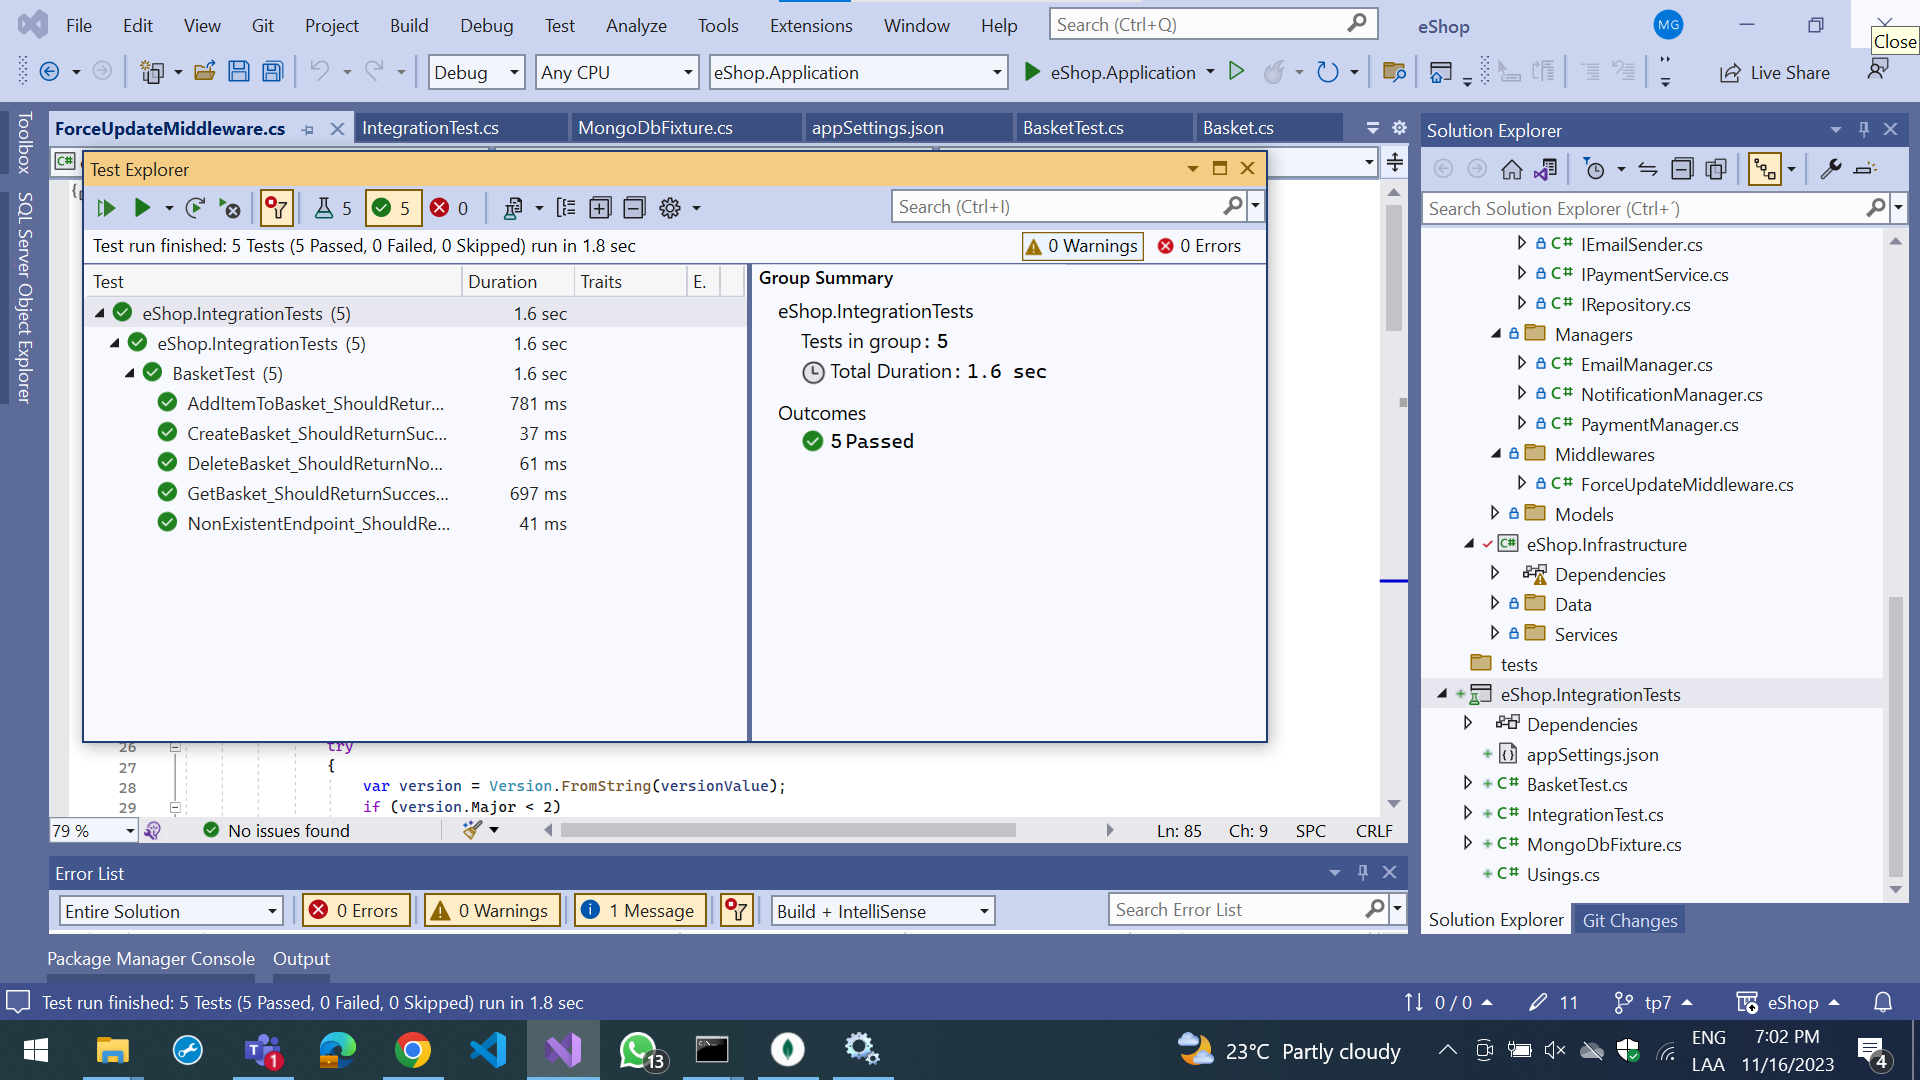 File Edit View Git Project Build Debug Test Analyze Tools Extensions Window Help Search (Ctrl+Q) eShop MG
Close
Debug Any CPU eShop.Application eShop.Application Live Share
Toolbox
SQL Server Object Explorer
ForceUpdateMiddleware.cs IntegrationTest.cs MongoDbFixture.cs appSettings.json BasketTest.cs Basket.cs
Test Explorer
5 5 0 Search (Ctrl+I)
Test run finished: 5 Tests (5 Passed, 0 Failed, 0 Skipped) run in 1.8 sec 0 Warnings 0 Errors
Test Duration Traits E.
eShop.IntegrationTests (5) 1.6 sec
eShop.IntegrationTests (5) 1.6 sec
BasketTest (5) 1.6 sec
AddItemToBasket_ShouldRetur... 781 ms
CreateBasket_ShouldReturnSuc... 37 ms
DeleteBasket_ShouldReturnNo... 61 ms
GetBasket_ShouldReturnSucces... 697 ms
NonExistentEndpoint_ShouldRe... 41 ms
Group Summary
eShop.IntegrationTests
Tests in group: 5
Total Duration: 1.6 sec
Outcomes
5 Passed
26 try
27 {
28 var version = Version.FromString(versionValue);
29 if (version.Major < 2)
79 % No issues found Ln: 85 Ch: 9 SPC CRLF
Error List
Entire Solution 0 Errors 0 Warnings 1 Message Build + IntelliSense Search Error List
Package Manager Console Output
Solution Explorer
Search Solution Explorer (Ctrl+´)
C# IEmailSender.cs
C# IPaymentService.cs
C# IRepository.cs
Managers
C# EmailManager.cs
C# NotificationManager.cs
C# PaymentManager.cs
Middlewares
C# ForceUpdateMiddleware.cs
Models
C# eShop.Infrastructure
Dependencies
Data
Services
tests
eShop.IntegrationTests
Dependencies
appSettings.json
C# BasketTest.cs
C# IntegrationTest.cs
C# MongoDbFixture.cs
C# Usings.cs
Solution Explorer Git Changes
Test run finished: 5 Tests (5 Passed, 0 Failed, 0 Skipped) run in 1.8 sec 0 / 0 11 tp7 eShop
1 13 23°C Partly cloudy ENG LAA 7:02 PM 11/16/2023 4